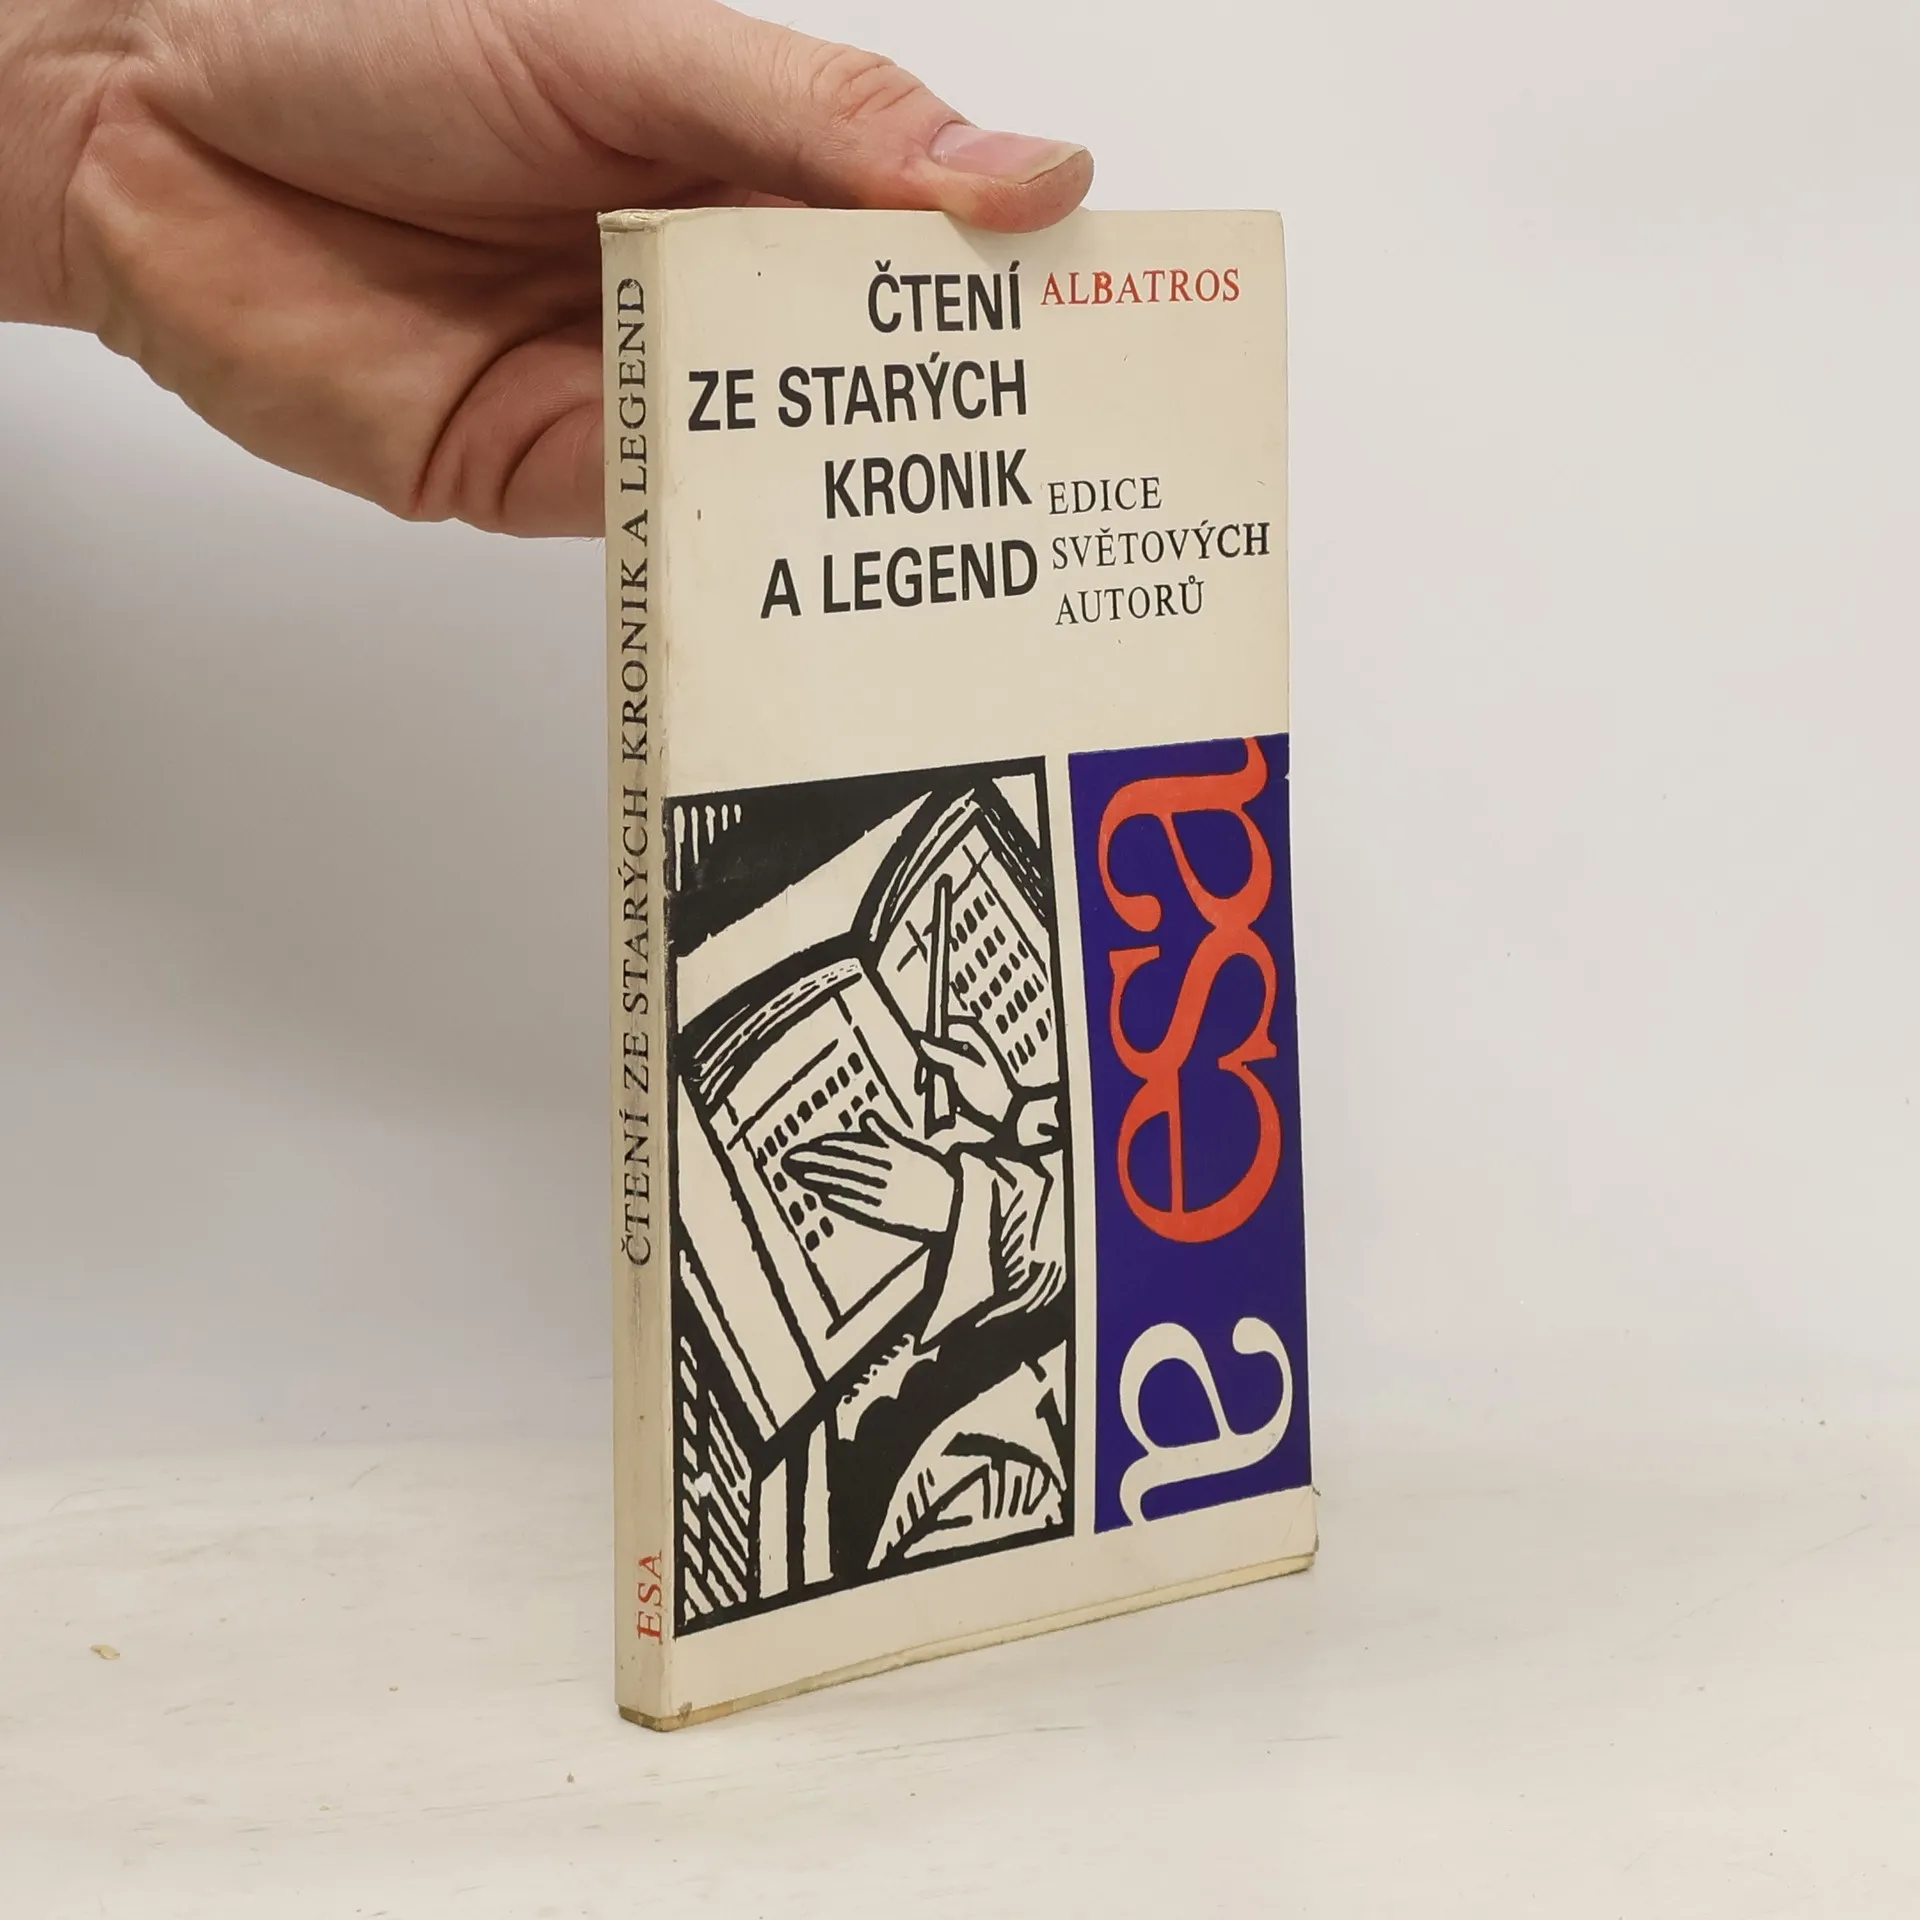 ČTENÍ
ZE STARÝCH
KRONIK
A LEGEND
ALBATROS
EDICE
SVĚTOVÝCH
AUTORŮ
esa
a
ČTENÍ ZE STARÝCH KRONIK A LEGEND
ESA